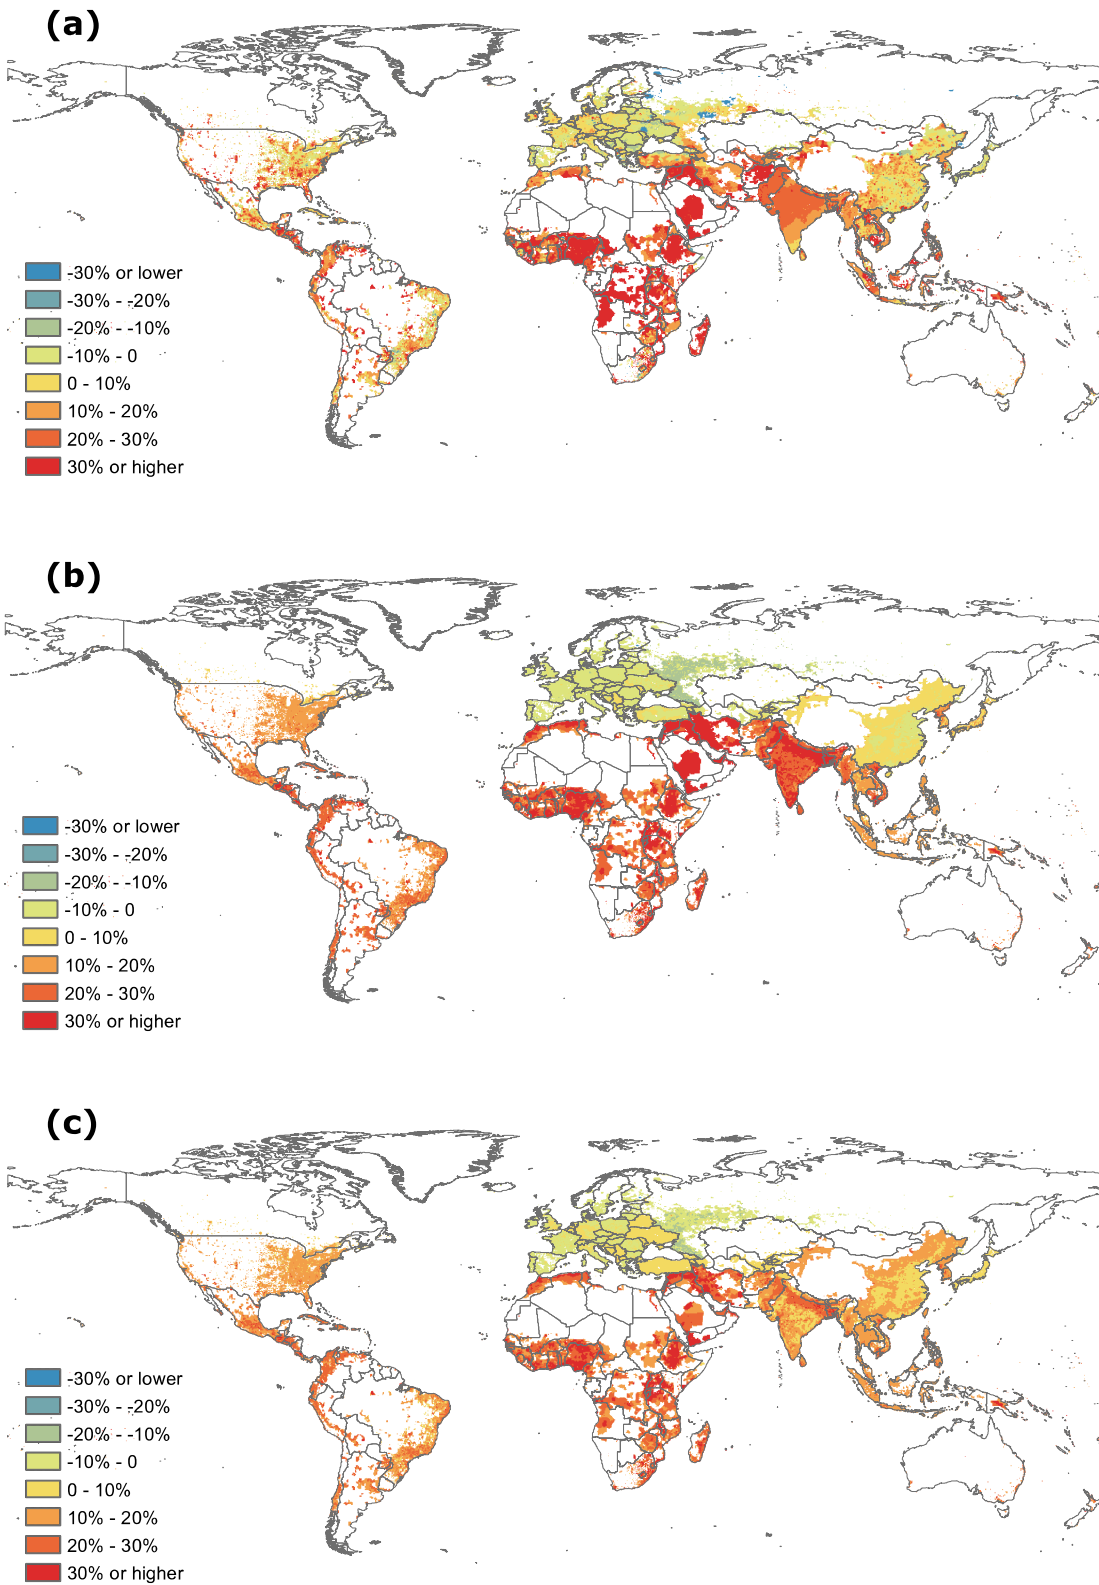 (a)
-30% or lower
-30% - -20%
-20% - -10%
-10% - 0
0 - 10%
10% - 20%
20% - 30%
30% or higher
(b)
-30% or lower
-30% - -20%
-20% - -10%
-10% - 0
0 - 10%
10% - 20%
20% - 30%
30% or higher
(c)
-30% or lower
-30% - -20%
-20% - -10%
-10% - 0
0 - 10%
10% - 20%
20% - 30%
30% or higher